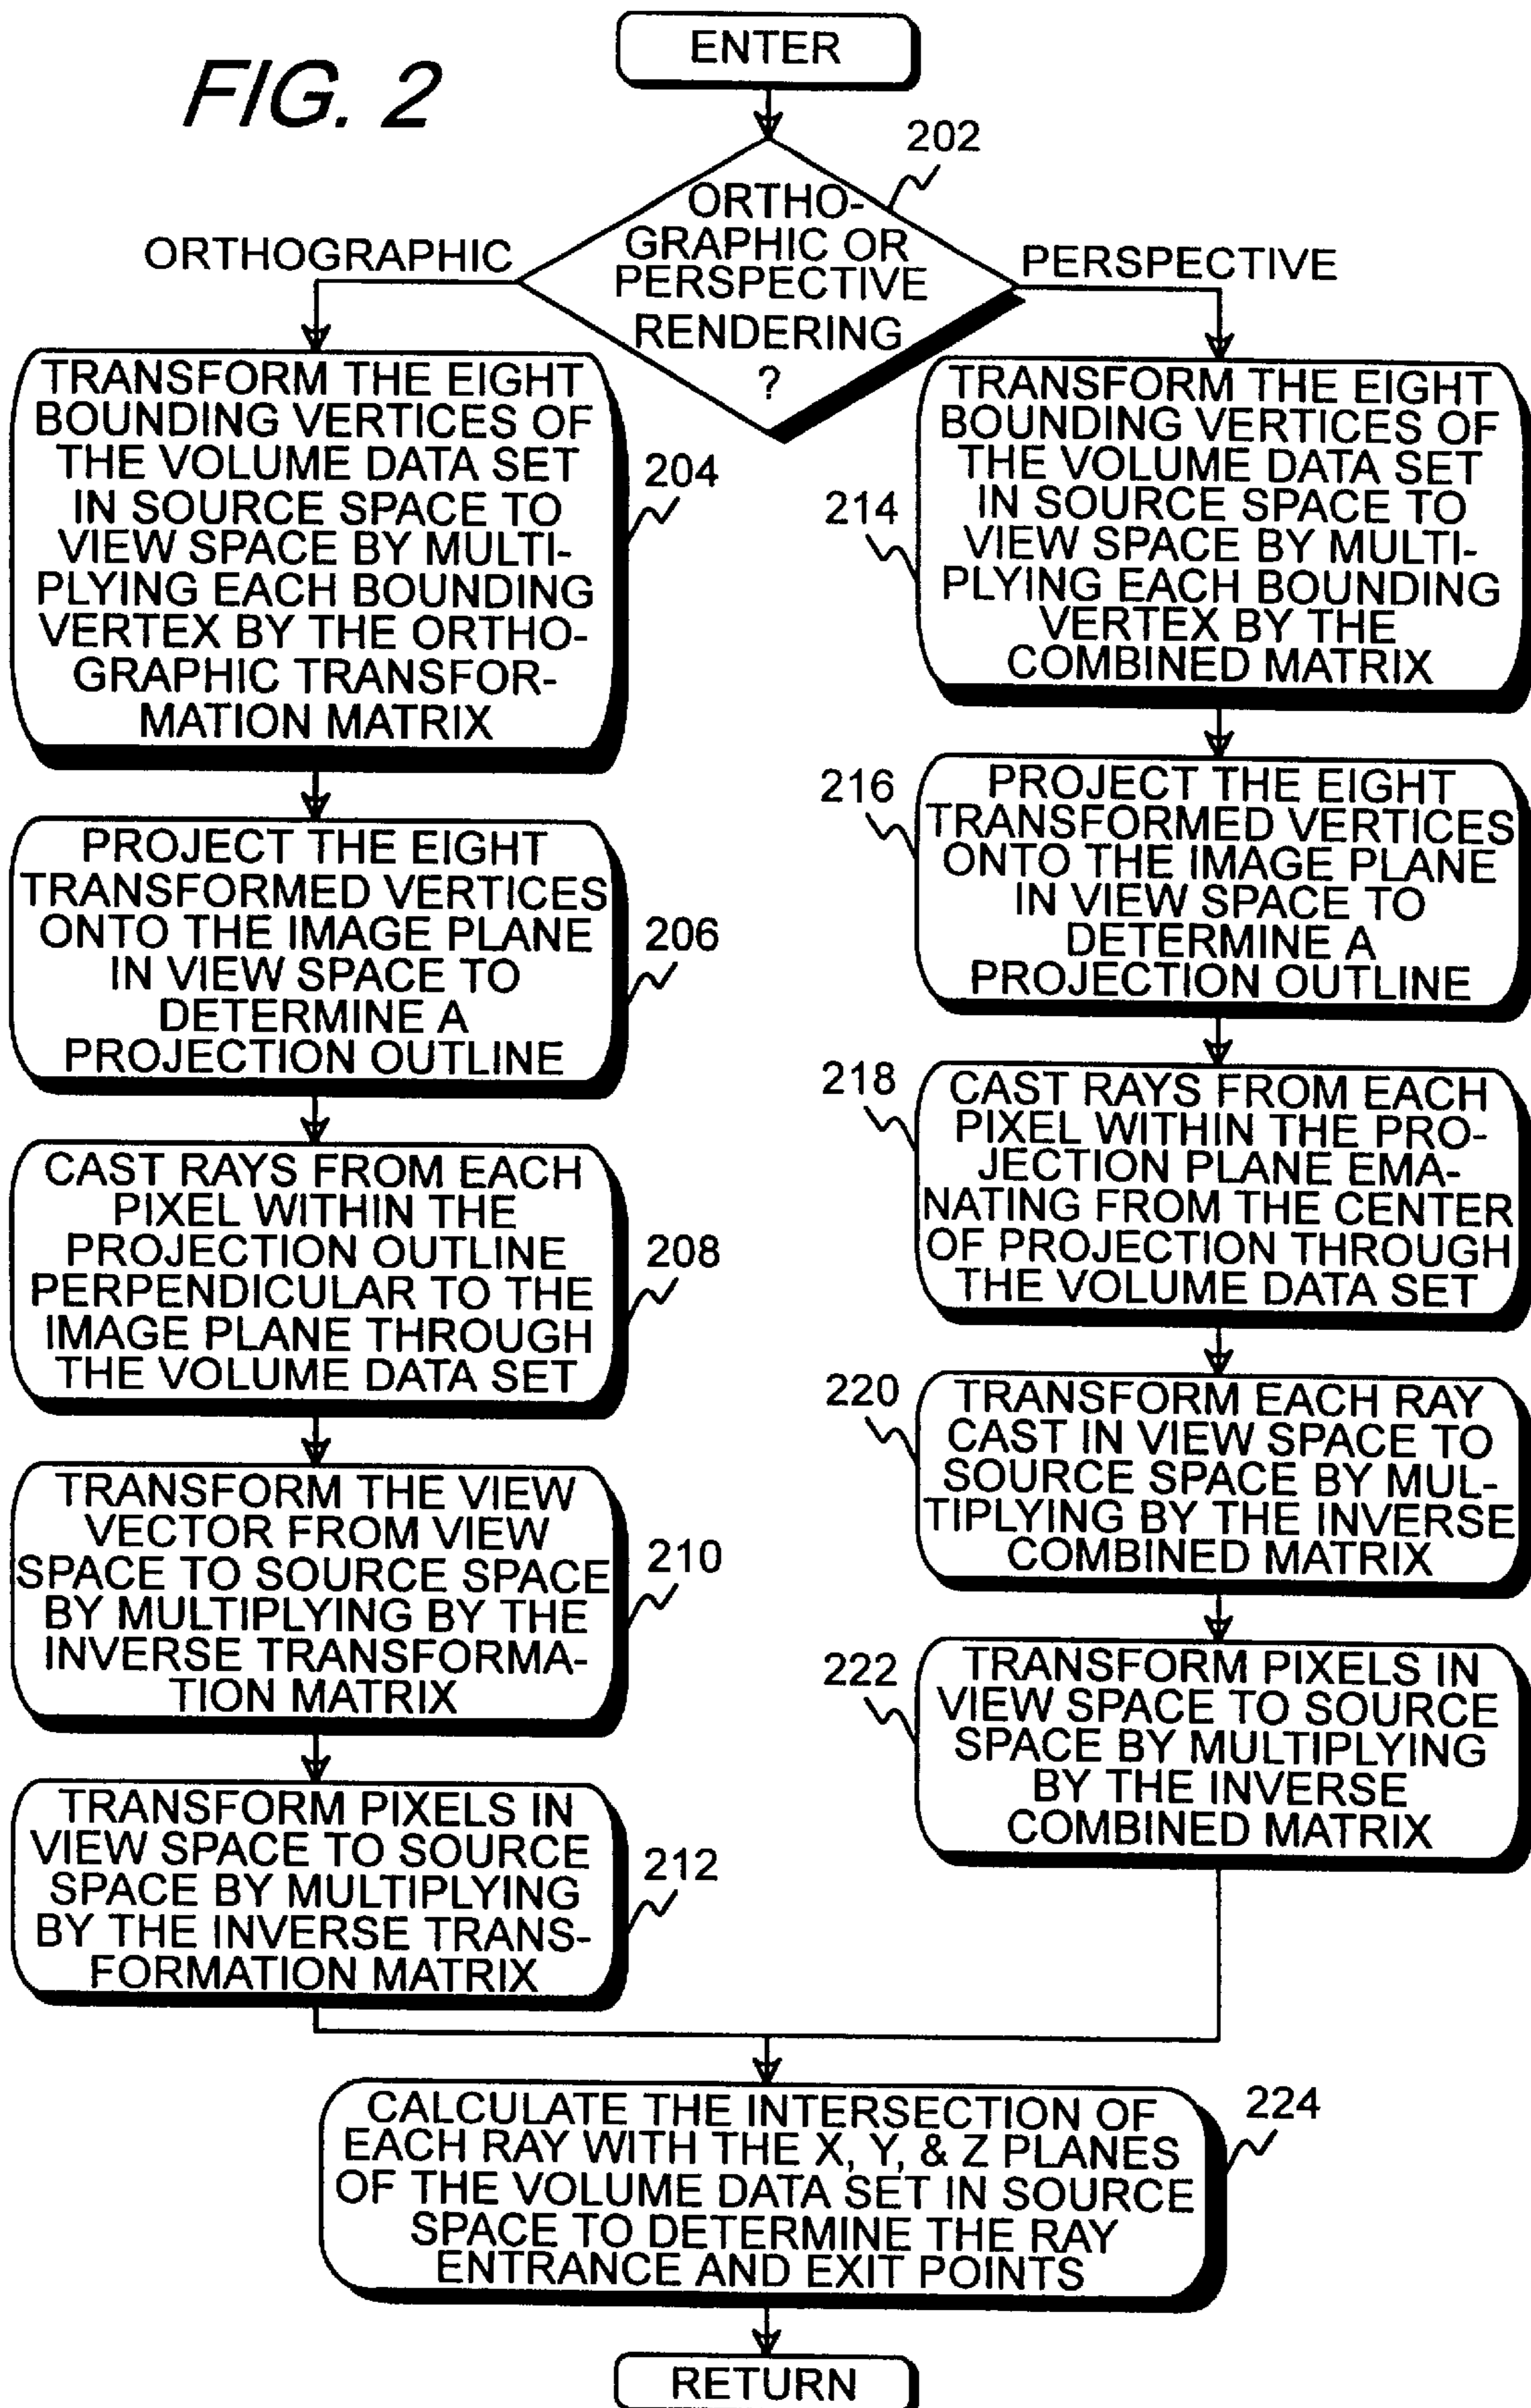 FIG. 2
ENTER
202
ORTHO-
GRAPHIC OR
PERSPECTIVE
RENDERING
?
ORTHOGRAPHIC
PERSPECTIVE
TRANSFORM THE EIGHT
BOUNDING VERTICES OF
THE VOLUME DATA SET
IN SOURCE SPACE TO
VIEW SPACE BY MULTI-
PLYING EACH BOUNDING
VERTEX BY THE ORTHO-
GRAPHIC TRANSFOR-
MATION MATRIX
204
PROJECT THE EIGHT
TRANSFORMED VERTICES
ONTO THE IMAGE PLANE
IN VIEW SPACE TO
DETERMINE A
PROJECTION OUTLINE
206
CAST RAYS FROM EACH
PIXEL WITHIN THE
PROJECTION OUTLINE
PERPENDICULAR TO THE
IMAGE PLANE THROUGH
THE VOLUME DATA SET
208
TRANSFORM THE VIEW
VECTOR FROM VIEW
SPACE TO SOURCE SPACE
BY MULTIPLYING BY THE
INVERSE TRANSFORMA-
TION MATRIX
210
TRANSFORM PIXELS IN
VIEW SPACE TO SOURCE
SPACE BY MULTIPLYING
BY THE INVERSE TRANS-
FORMATION MATRIX
212
TRANSFORM THE EIGHT
BOUNDING VERTICES OF
THE VOLUME DATA SET
IN SOURCE SPACE TO
VIEW SPACE BY MULTI-
PLYING EACH BOUNDING
VERTEX BY THE
COMBINED MATRIX
214
PROJECT THE EIGHT
TRANSFORMED VERTICES
ONTO THE IMAGE PLANE
IN VIEW SPACE TO
DETERMINE A
PROJECTION OUTLINE
216
CAST RAYS FROM EACH
PIXEL WITHIN THE PRO-
JECTION PLANE EMA-
NATING FROM THE CENTER
OF PROJECTION THROUGH
THE VOLUME DATA SET
218
TRANSFORM EACH RAY
CAST IN VIEW SPACE TO
SOURCE SPACE BY MUL-
TIPLYING BY THE INVERSE
COMBINED MATRIX
220
TRANSFORM PIXELS IN
VIEW SPACE TO SOURCE
SPACE BY MULTIPLYING
BY THE INVERSE
COMBINED MATRIX
222
CALCULATE THE INTERSECTION OF
EACH RAY WITH THE X, Y, & Z PLANES
OF THE VOLUME DATA SET IN SOURCE
SPACE TO DETERMINE THE RAY
ENTRANCE AND EXIT POINTS
224
RETURN